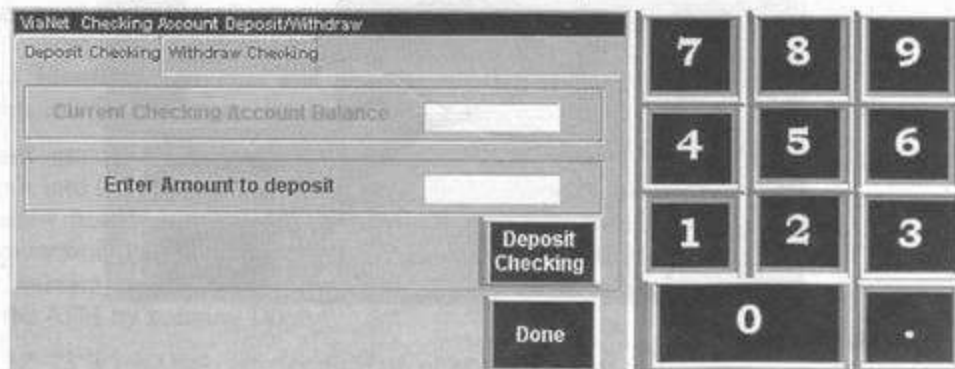 ViaNet Checking Account Deposit/Withdraw
Deposit Checking Withdraw Checking
Current Checking Account Balance
Enter Amount to deposit
Deposit
Checking
Done
7 8 9
4 5 6
1 2 3
0 .